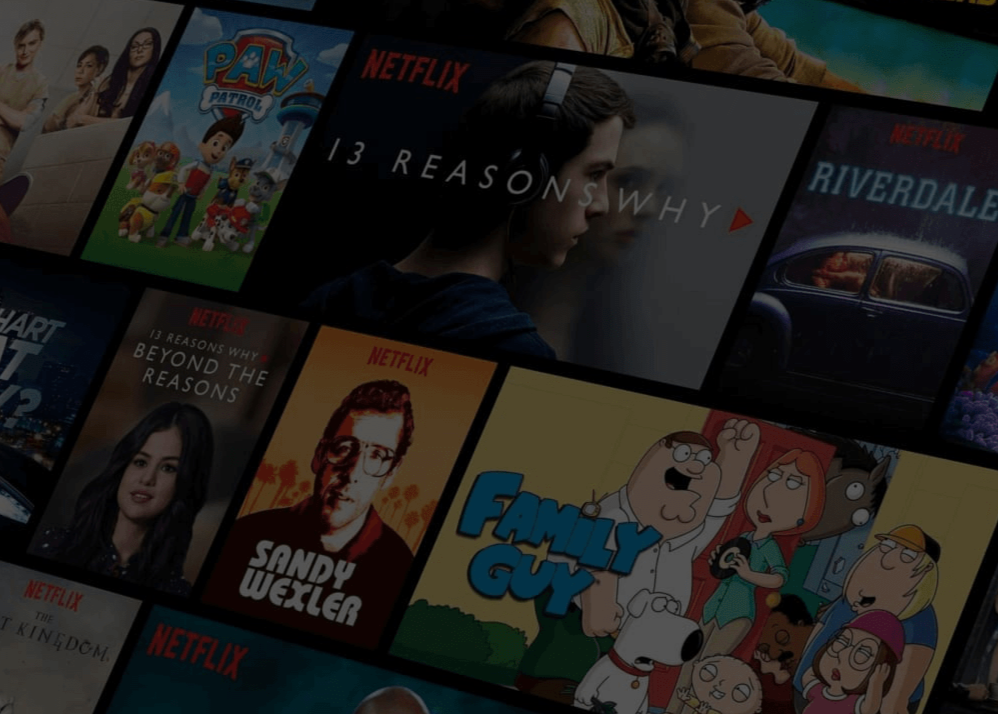 PAW
PATROL
NETFLIX
13 REASONS WHY
NETFLIX
RIVERDALE
HART
NETFLIX
13 REASONS WHY
BEYOND THE
REASONS
NETFLIX
SANDY
WEXLER
FAMILY
GUY
NETFLIX
THE
KINGDOM
NETFLIX